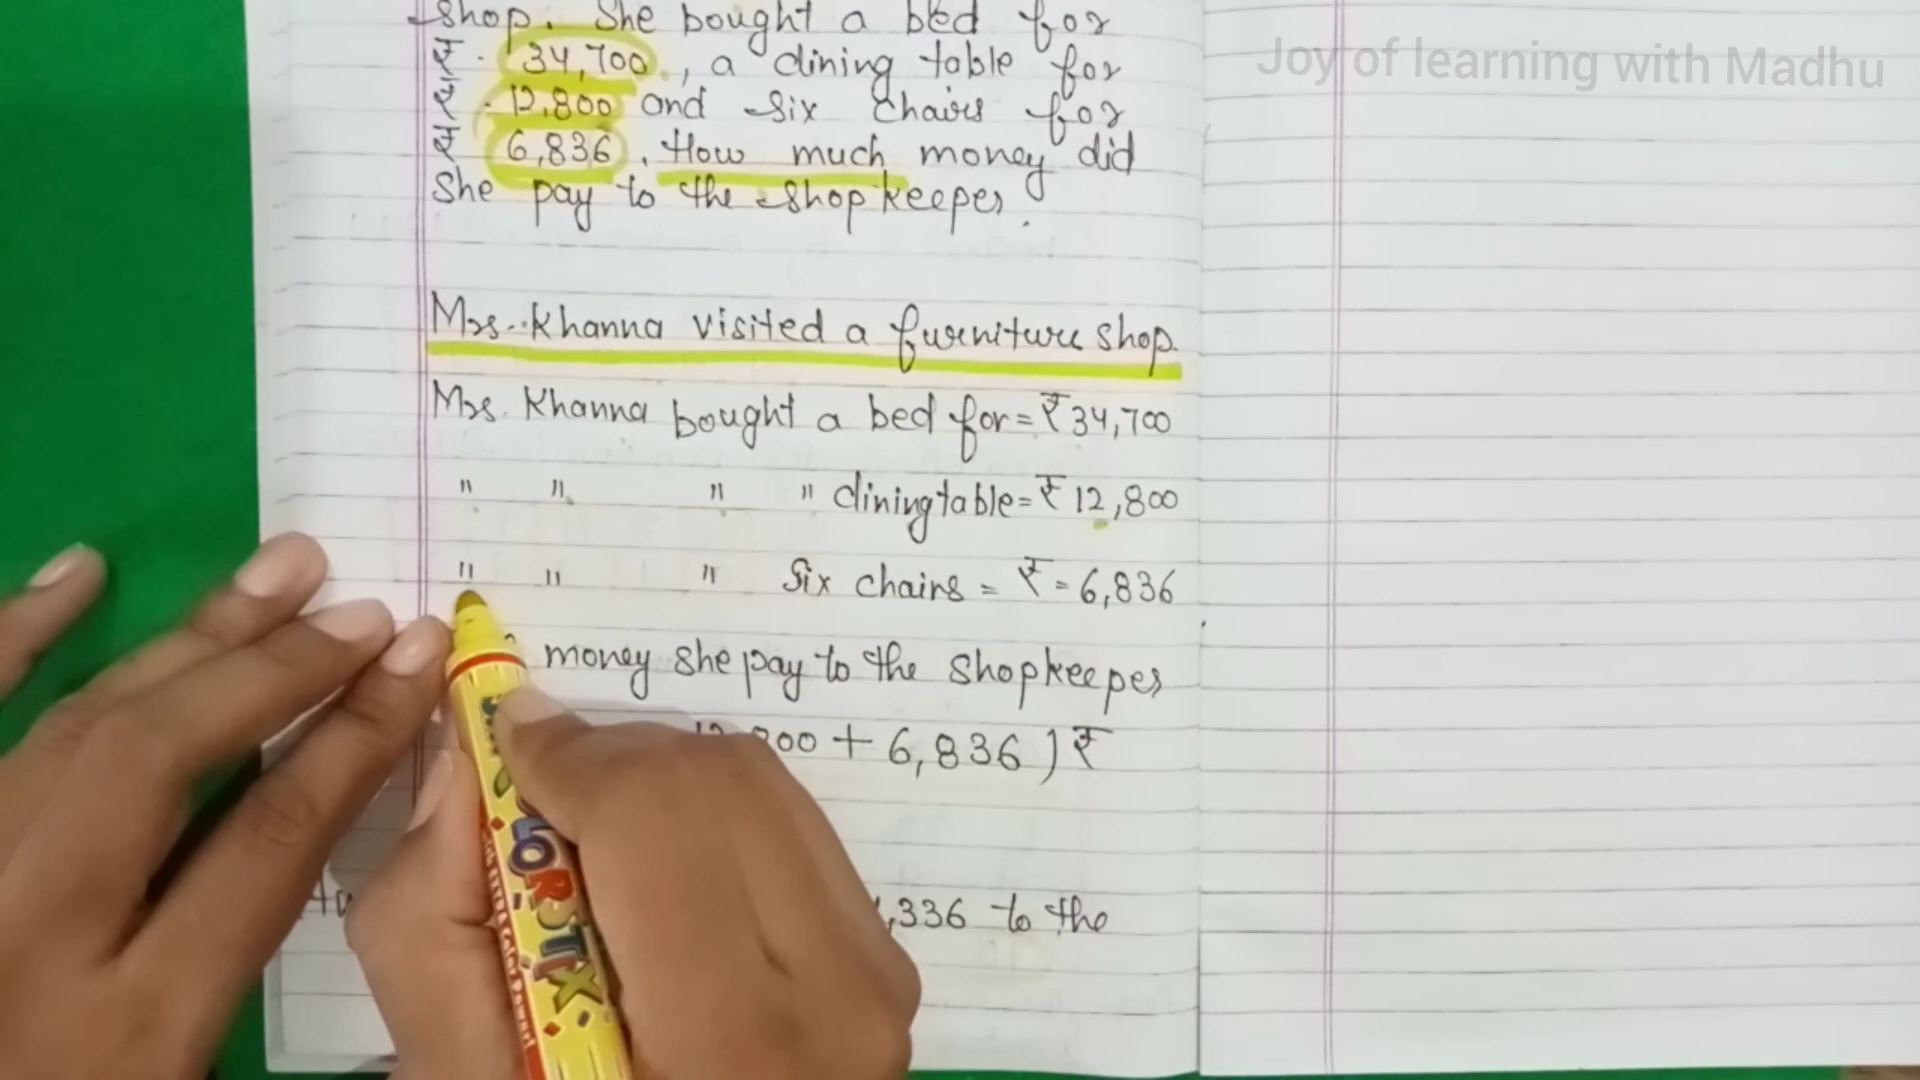 shop. She bought a bed for
₹. 34,700, a dining table for
₹. 12,800 and six chairs for
₹ 6,836. How much money did
She pay to the shopkeeper.
Mrs. Khanna visited a furniture shop.
Mrs. Khanna bought a bed for = ₹ 34,700
" " " " dining table = ₹ 12,800
" " " Six chairs = ₹ = 6,836
money she pay to the shopkeeper
800 + 6,836 ) ₹
,336 to the
COLORSTIX
Joy of learning with Madhu